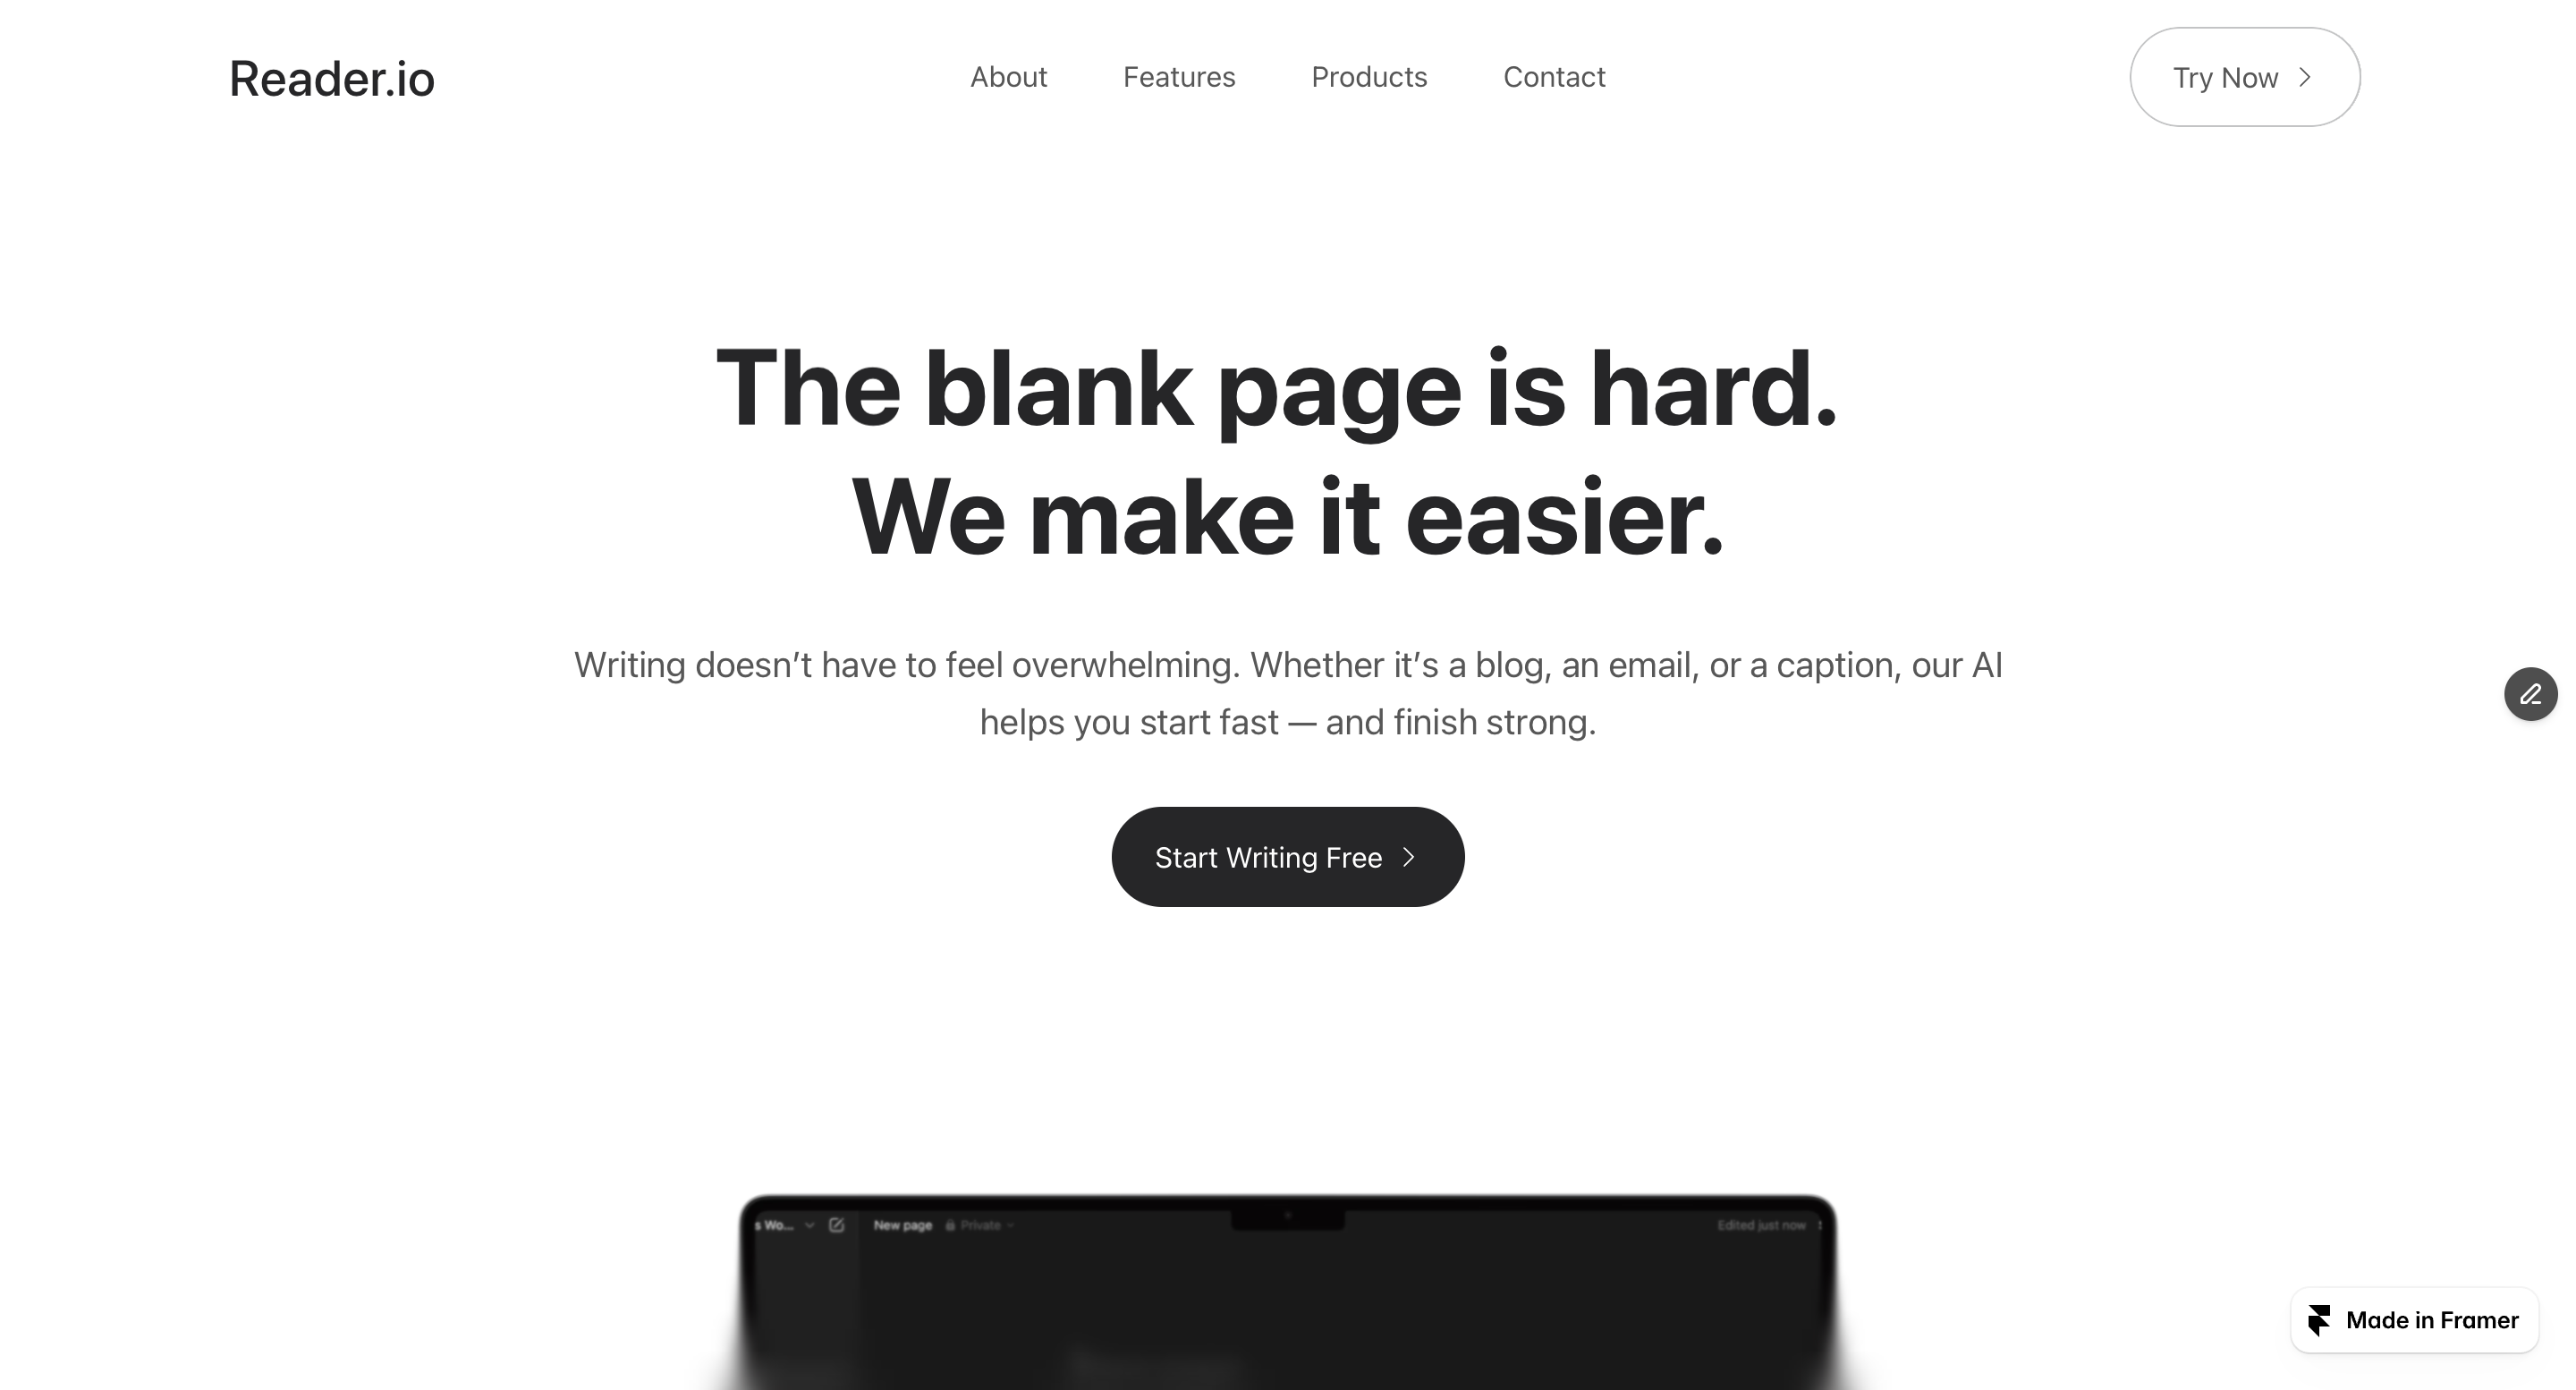 Reader.io
About
Features
Products
Contact
Try Now
The blank page is hard.
We make it easier.
Writing doesn’t have to feel overwhelming. Whether it’s a blog, an email, or a caption, our AI
helps you start fast — and finish strong.
Start Writing Free
s Wo...
New page
Private
Edited just now
Made in Framer